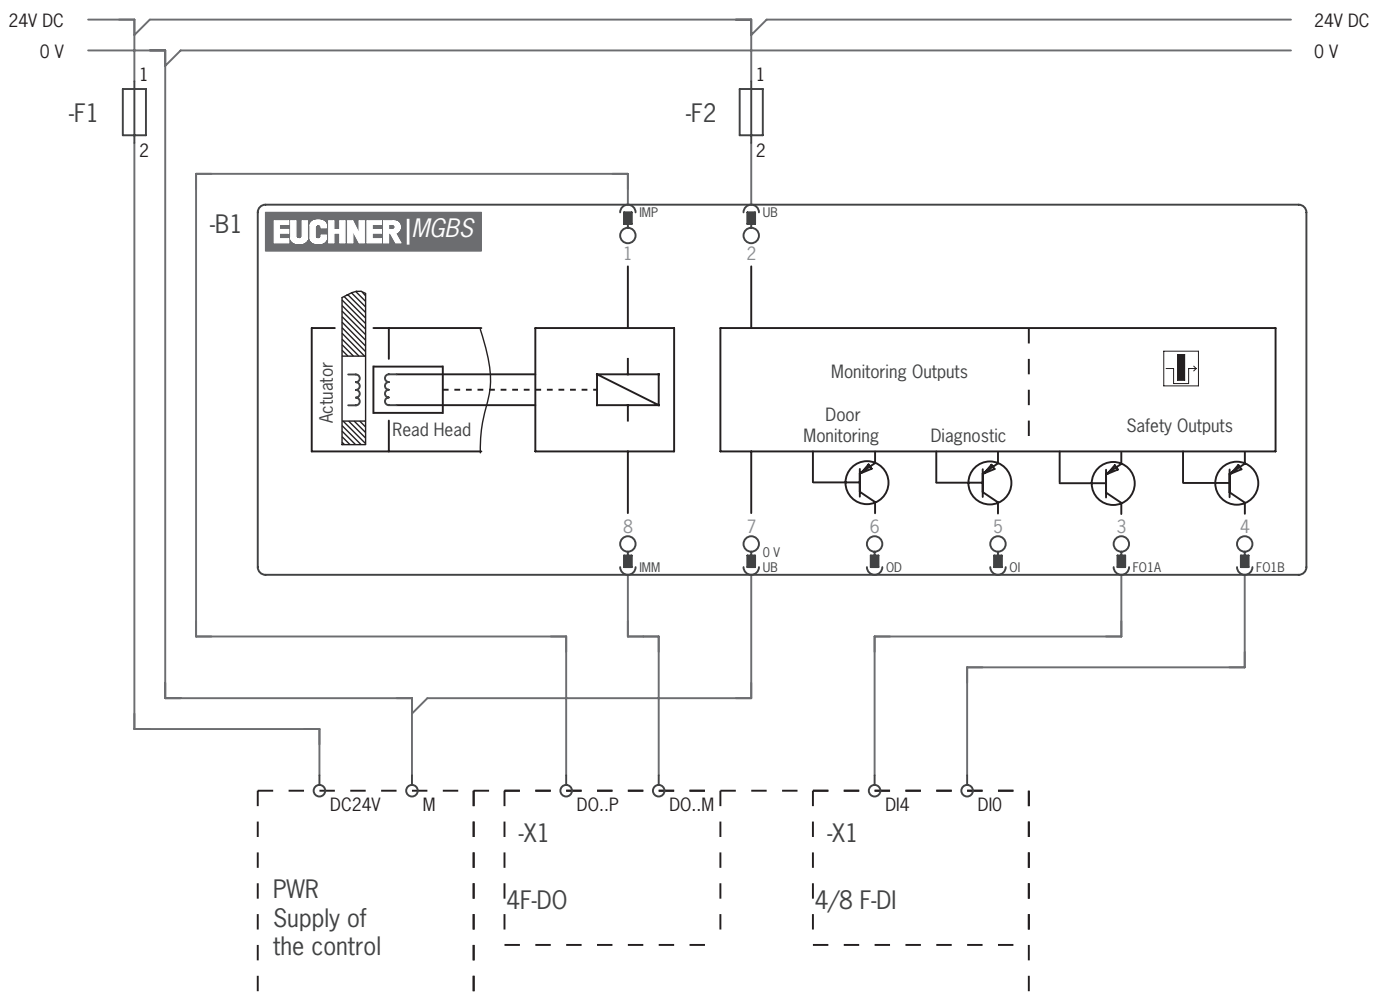 24V DC
24V DC
0 V
0 V
1
1
-F1
-F2
2
2
-B1
EUCHNER|MGBS
IMP
UB
1
2
Actuator
Read Head
Monitoring Outputs
Door
Monitoring
Diagnostic
Safety Outputs
8
7
6
5
3
4
0 V
IMM
UB
OD
OI
FO1A
FO1B
DC24V
M
DO..P
DO..M
DI4
DI0
-X1
-X1
PWR
Supply of
the control
4F-DO
4/8 F-DI